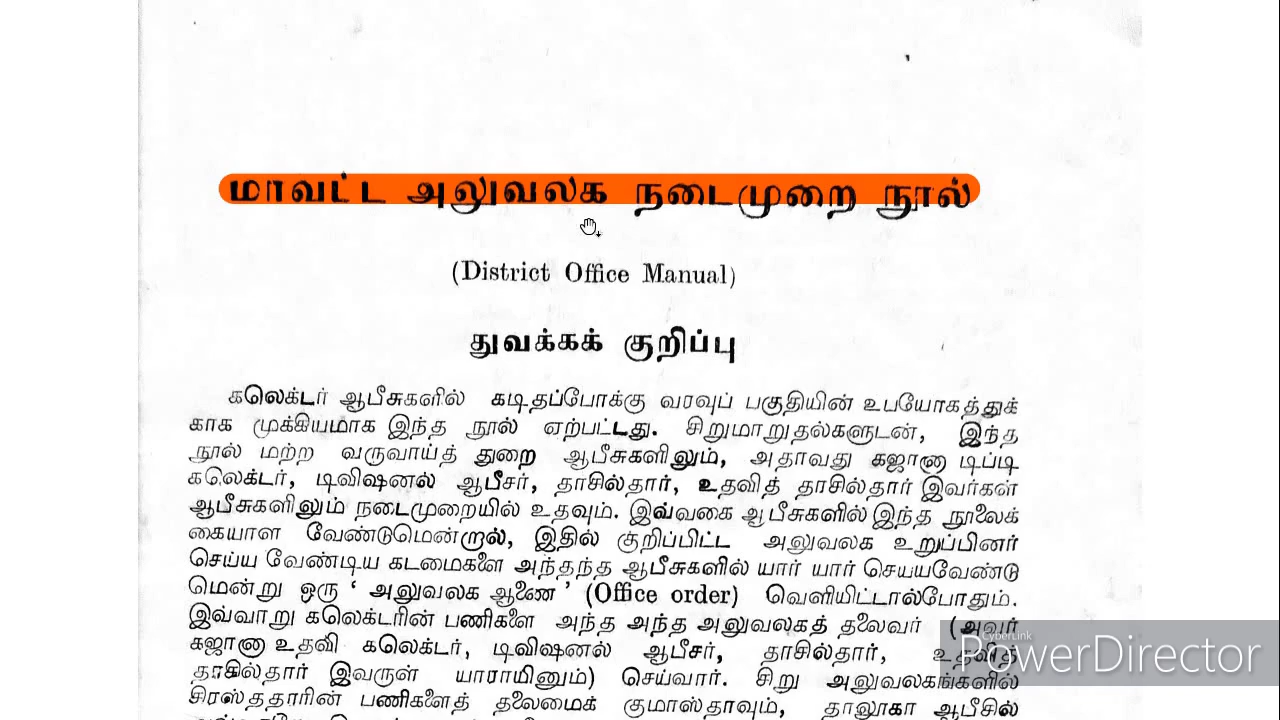 மாவட்ட அலுவலக நடைமுறை நூல்
(District Office Manual)
துவக்கக் குறிப்பு
கலெக்டர் ஆபீசுகளில் கடிதப்போக்கு வரவுப் பகுதியின் உபயோகத்துக்
காக முக்கியமாக இந்த நூல் ஏற்பட்டது. சிறுமாறுதல்களுடன், இந்த
நூல் மற்ற வருவாய்த் துறை ஆபீசுகளிலும், அதாவது கஜானா டிப்டி
கலெக்டர், டிவிஷனல் ஆபீசர், தாசில்தார், உதவித் தாசில்தார் இவர்கள்
ஆபீசுகளிலும் நடைமுறையில் உதவும். இவ்வகை ஆபீசுகளில் இந்த நூலைக்
கையாள வேண்டுமென்றால், இதில் குறிப்பிட்ட அலுவலக உறுப்பினர்
செய்ய வேண்டிய கடமைகளை அந்தந்த ஆபீசுகளில் யார் யார் செயயவேண்டு
மென்று ஒரு ‘ அலுவலக ஆணை ’ (Office order) வெளியிட்டால்போதும்.
இவ்வாறு கலெக்டரின் பணிகளை அந்த அந்த அலுவலகத் தலைவர் (அவர்
கஜானா உதவி கலெக்டர், டிவிஷனல் ஆபீசர், தாசில்தார், உதவித்
தாசில்தார் இவருள் யாராயினும்) செய்வார். சிறு அலுவலகங்களில்
சிரஸ்ததாரின் பணிகளைத் தலைமைக் குமாஸ்தாவும், தாலூகா ஆபீசில்
CyberLink
PowerDirector